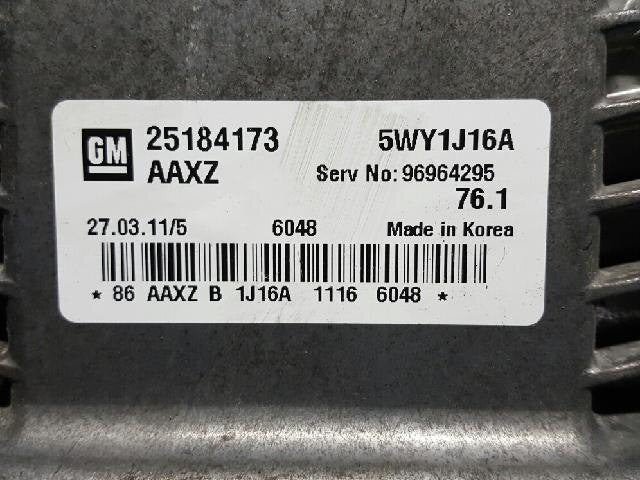 GM 25184173 5WY1J16A
AAXZ Serv No: 96964295
76.1
27.03.11/5 6048 Made in Korea
* 86 AAXZ B 1J16A 1116 6048 *